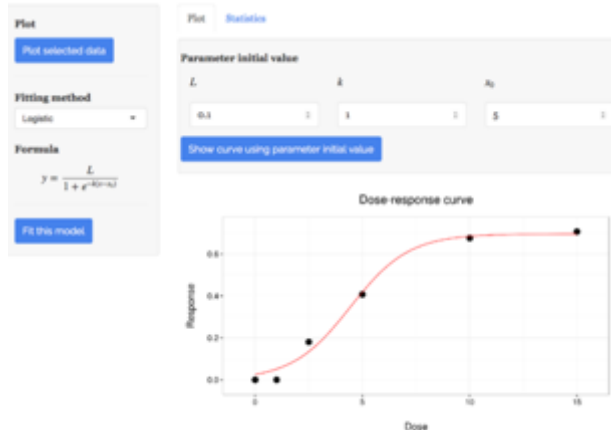 Plot
Plot selected data
Fitting method
Logistic
Formula
y = L / (1 + e^{-k(x-x₀)})
Fit this model
Plot Statistics
Parameter initial value
L k x₀
0.1 1 5
Show curve using parameter initial value
Dose-response curve
Response
0.6
0.4
0.2
0.0
0 5 10 15
Dose